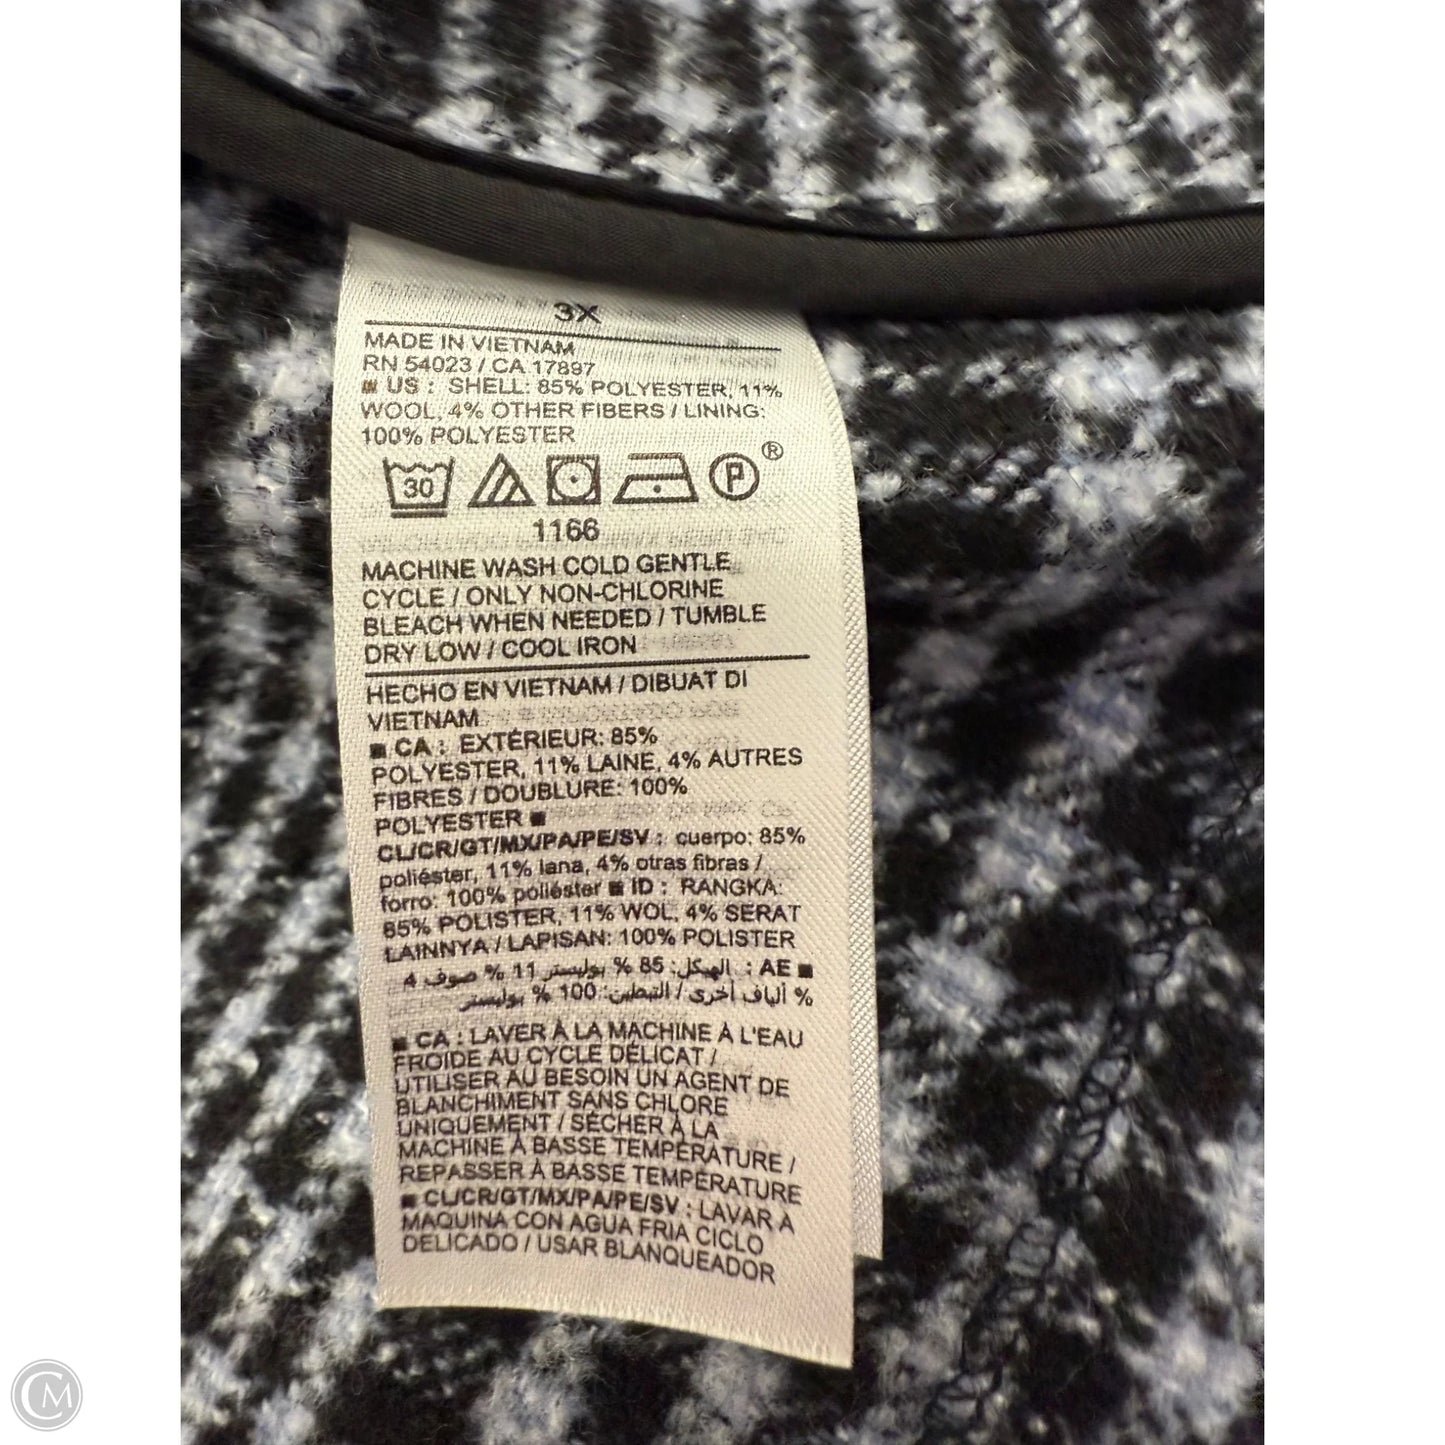 3X
MADE IN VIETNAM
RN 54023 / CA 17897
■ US : SHELL: 85% POLYESTER, 11%
WOOL, 4% OTHER FIBERS / LINING:
100% POLYESTER
30 P ®
1166
MACHINE WASH COLD GENTLE
CYCLE / ONLY NON-CHLORINE
BLEACH WHEN NEEDED / TUMBLE
DRY LOW / COOL IRON
HECHO EN VIETNAM / DIBUAT DI
VIETNAM
■ CA : EXTÉRIEUR: 85%
POLYESTER, 11% LAINE, 4% AUTRES
FIBRES / DOUBLURE: 100%
POLYESTER ■
CL/CR/GT/MX/PA/PE/SV : cuerpo: 85%
poliéster, 11% lana, 4% otras fibras /
forro: 100% poliéster ■ ID : RANGKA:
85% POLISTER, 11% WOL, 4% SERAT
LAINNYA / LAPISAN: 100% POLISTER
■ AE : الهيكل: 85 % بوليستر 11 % صوف 4
% ألياف أخرى / التبطين: 100 % بوليستر
■ CA : LAVER À LA MACHINE À L'EAU
FROIDE AU CYCLE DÉLICAT /
UTILISER AU BESOIN UN AGENT DE
BLANCHIMENT SANS CHLORE
UNIQUEMENT / SÉCHER À LA
MACHINE À BASSE TEMPÉRATURE /
REPASSER À BASSE TEMPÉRATURE
■ CL/CR/GT/MX/PA/PE/SV : LAVAR A
MAQUINA CON AGUA FRIA CICLO
DELICADO / USAR BLANQUEADOR
CM